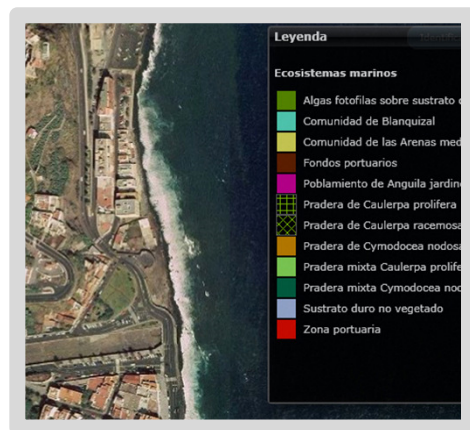 Leyenda
Ecosistemas marinos
Algas fotofilas sobre sustrato
Comunidad de Blanquizal
Comunidad de las Arenas med
Fondos portuarios
Poblamiento de Anguila jardin
Pradera de Caulerpa prolifera
Pradera de Caulerpa racemosa
Pradera de Cymodocea nodosa
Pradera mixta Caulerpa prolife
Pradera mixta Cymodocea nod
Sustrato duro no vegetado
Zona portuaria